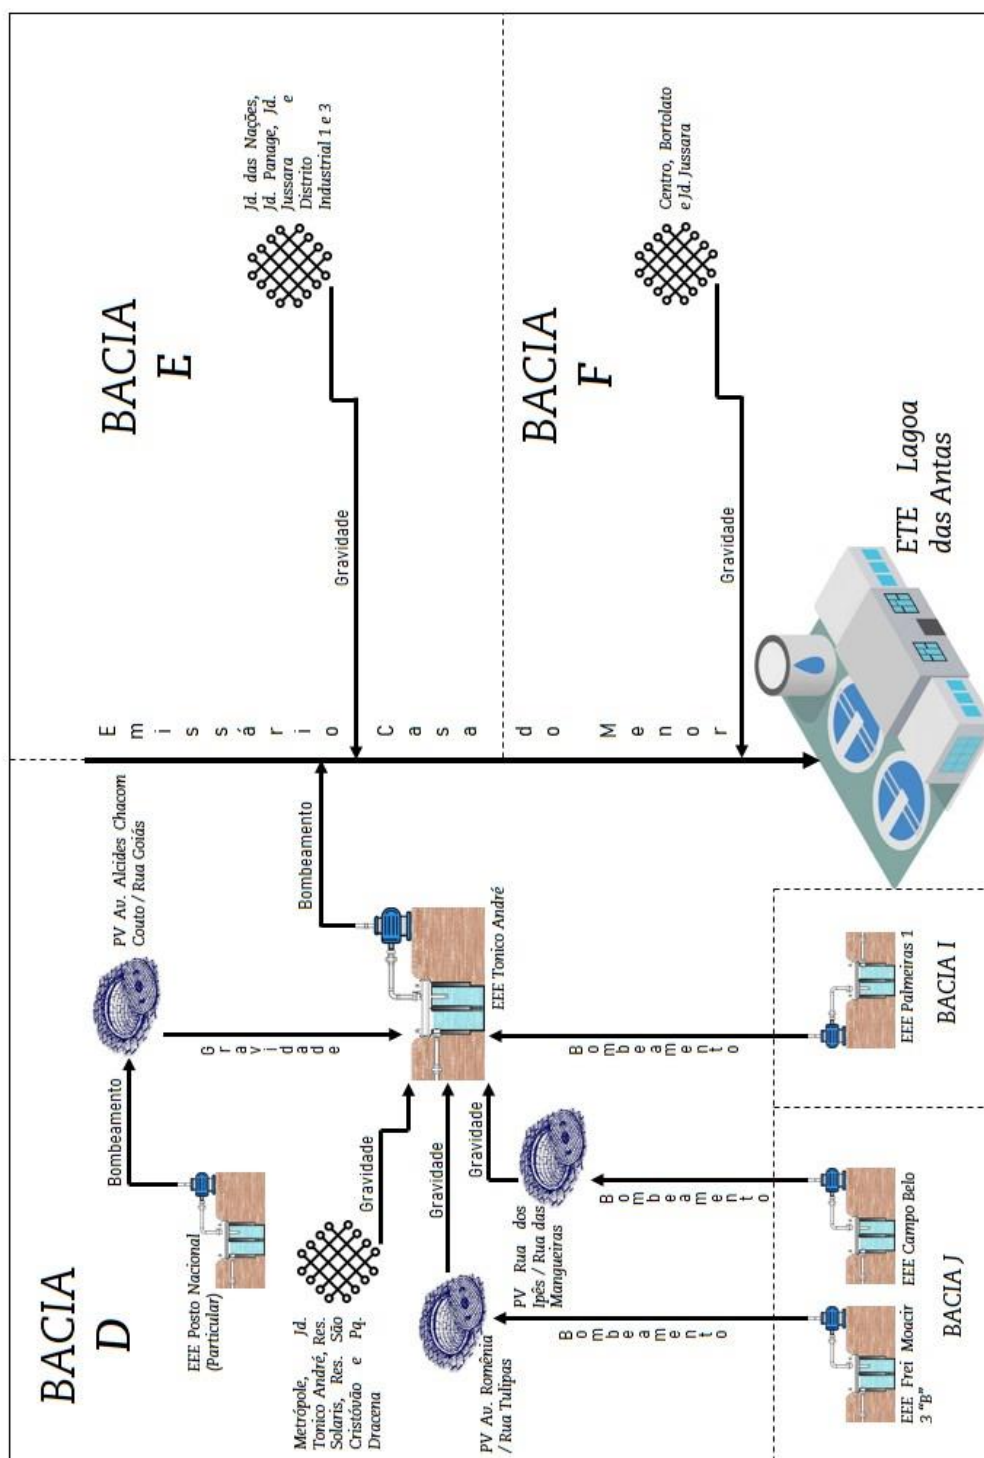 BACIA
D
EEE Posto Nacional
(Particular)
Bombeamento
PV Av. Alcides Chacom
Couto / Rua Goiás
Gravidade
Metrópole, Jd.
Tonico André, Res.
Solaris, Res. São
Cristóvão e Pq.
Dracena
Gravidade
PV Av. Romênia
/ Rua Tulipas
Gravidade
PV Rua dos
Ipês / Rua das
Mangueiras
Gravidade
EEE Tonico André
Bombeamento
Bombeamento
Bombeamento
Bombeamento
EEE Frei Moacir
3 "B"
EEE Campo Belo
BACIA J
EEE Palmeiras 1
BACIA I
Emissário Casa do Menor
BACIA
E
Jd. das Nações,
Jd. Panage, Jd.
Jussara e
Distrito
Industrial 1 e 3
Gravidade
BACIA
F
Centro, Bortolato
e Jd. Jussara
Gravidade
ETE Lagoa
das Antas